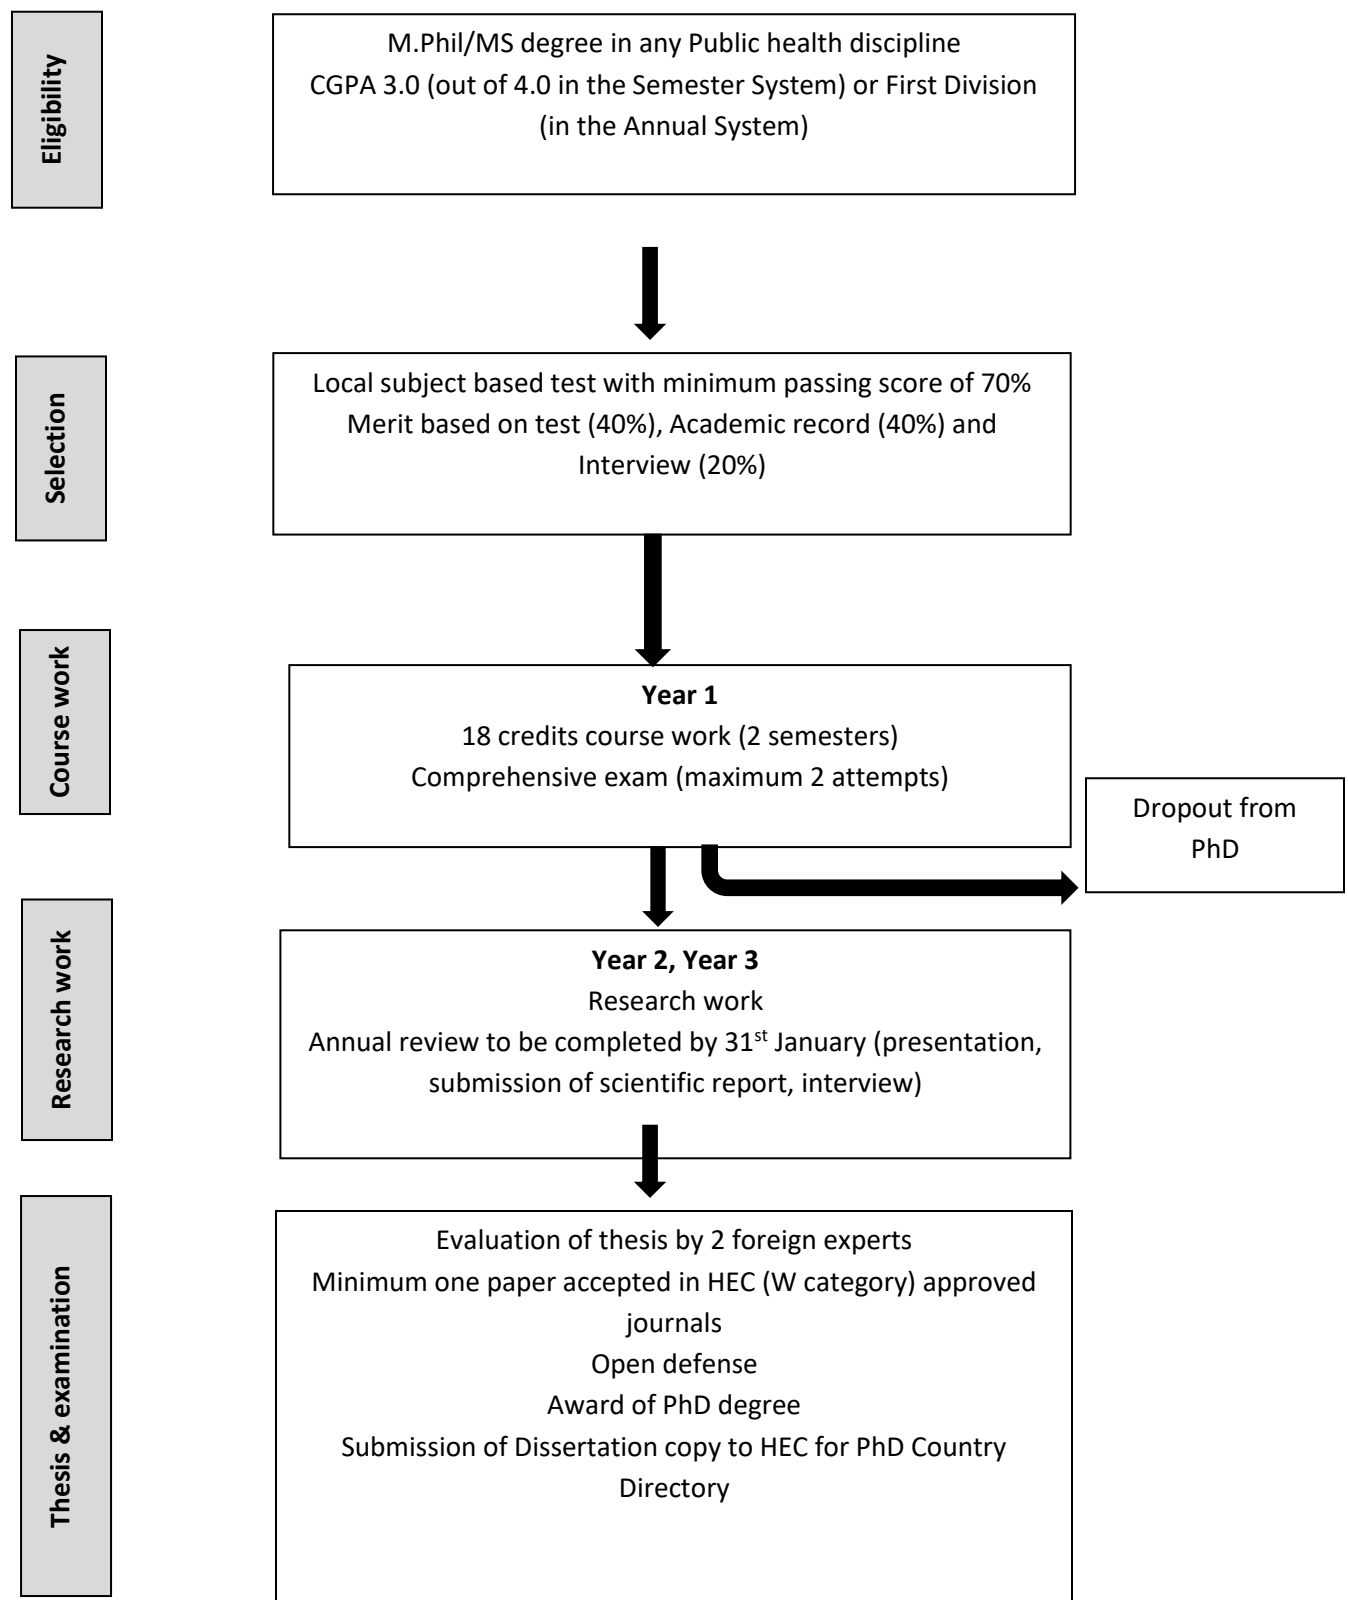 Eligibility
M.Phil/MS degree in any Public health discipline
CGPA 3.0 (out of 4.0 in the Semester System) or First Division
(in the Annual System)
Selection
Local subject based test with minimum passing score of 70%
Merit based on test (40%), Academic record (40%) and
Interview (20%)
Course work
Year 1
18 credits course work (2 semesters)
Comprehensive exam (maximum 2 attempts)
Dropout from
PhD
Research work
Year 2, Year 3
Research work
Annual review to be completed by 31st January (presentation,
submission of scientific report, interview)
Thesis & examination
Evaluation of thesis by 2 foreign experts
Minimum one paper accepted in HEC (W category) approved
journals
Open defense
Award of PhD degree
Submission of Dissertation copy to HEC for PhD Country
Directory